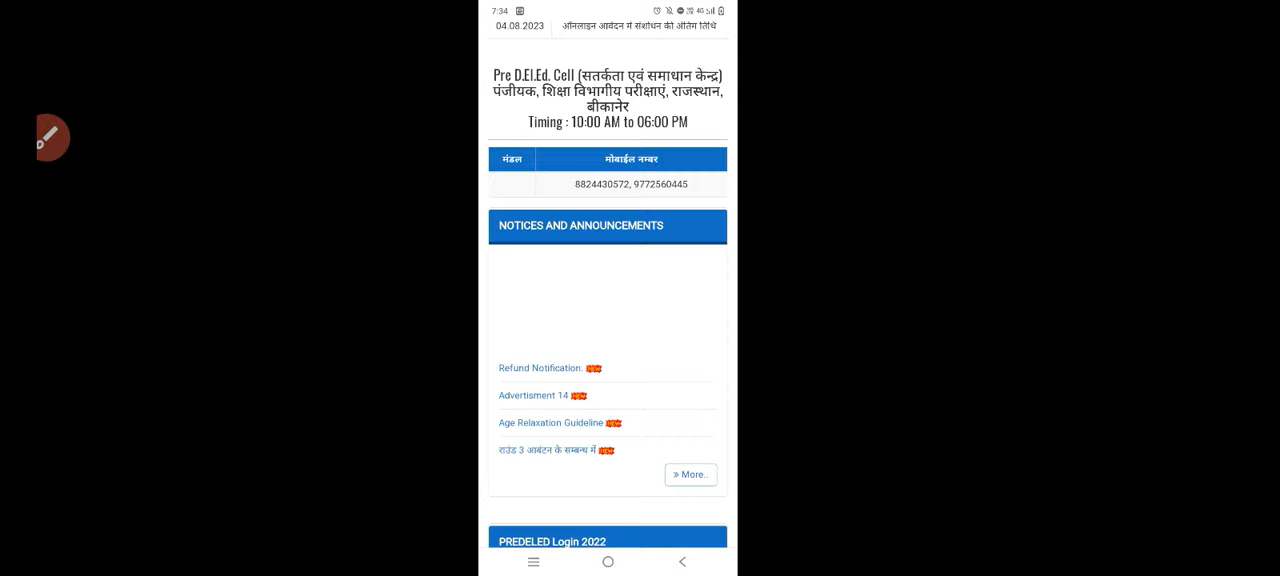 7:34
04.08.2023 ऑनलाइन आवेदन में संशोधन की अंतिम तिथि
Pre D.El.Ed. Cell (सतर्कता एवं समाधान केन्द्र)
पंजीयक, शिक्षा विभागीय परीक्षाएं, राजस्थान,
बीकानेर
Timing : 10:00 AM to 06:00 PM
मंडल मोबाईल नम्बर
8824430572, 9772560445
NOTICES AND ANNOUNCEMENTS
Refund Notification.
Advertisment 14
Age Relaxation Guideline
राउंड 3 आबंटन के सम्बन्ध में
» More..
PREDELED Login 2022